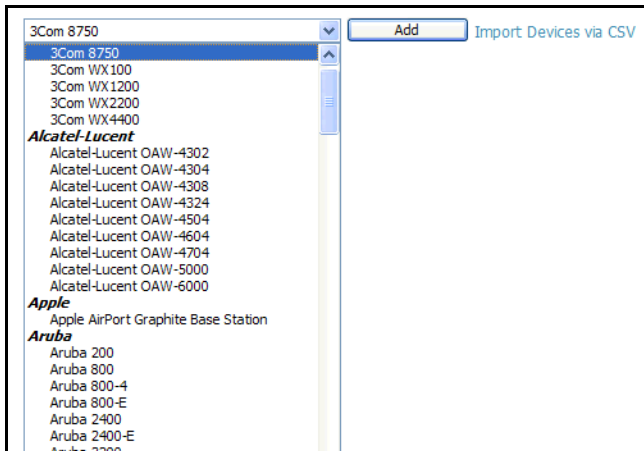 3Com 8750 Add Import Devices via CSV
3Com 8750
3Com WX100
3Com WX1200
3Com WX2200
3Com WX4400
Alcatel-Lucent
Alcatel-Lucent OAW-4302
Alcatel-Lucent OAW-4304
Alcatel-Lucent OAW-4308
Alcatel-Lucent OAW-4324
Alcatel-Lucent OAW-4504
Alcatel-Lucent OAW-4604
Alcatel-Lucent OAW-4704
Alcatel-Lucent OAW-5000
Alcatel-Lucent OAW-6000
Apple
Apple AirPort Graphite Base Station
Aruba
Aruba 200
Aruba 800
Aruba 800-4
Aruba 800-E
Aruba 2400
Aruba 2400-E